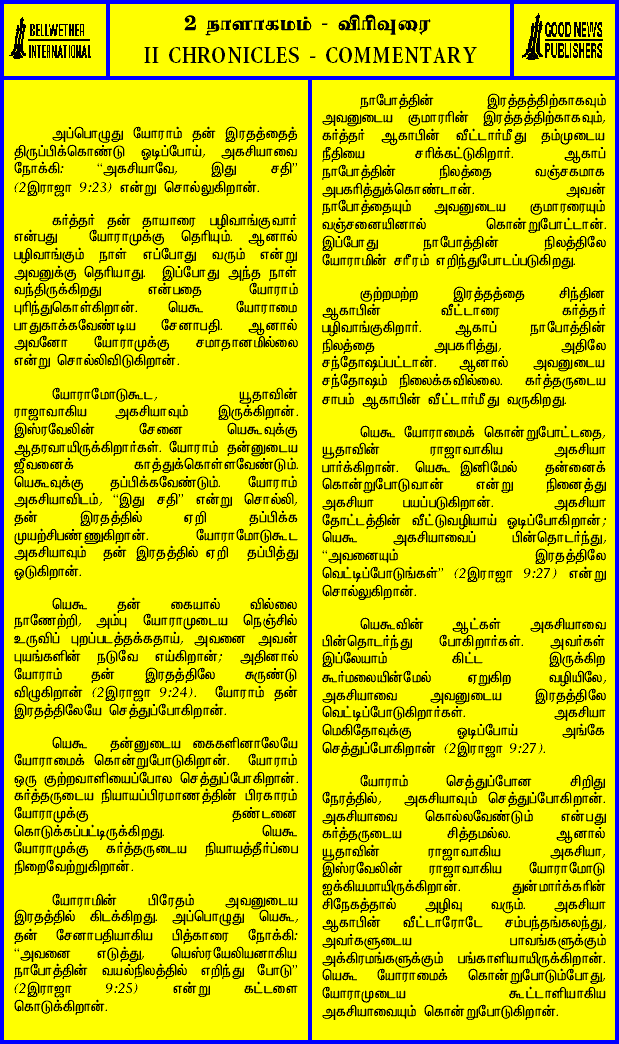 BELLWETHER
INTERNATIONAL
2 நாளாகமம் - விரிவுரை
II CHRONICLES - COMMENTARY
GOOD NEWS
PUBLISHERS
அப்பொழுது யோராம் தன் இரதத்தைத்
திருப்பிக்கொண்டு ஓடிப்போய், அகசியாவை
நோக்கி: “அகசியாவே, இது சதி”
(2இராஜா 9:23) என்று சொல்லுகிறான்.
கர்த்தர் தன் தாயாரை பழிவாங்குவார்
என்பது யோராமுக்கு தெரியும். ஆனால்
பழிவாங்கும் நாள் எப்போது வரும் என்று
அவனுக்கு தெரியாது. இப்போது அந்த நாள்
வந்திருக்கிறது என்பதை யோராம்
புரிந்துகொள்கிறான். யெகூ யோராமை
பாதுகாக்கவேண்டிய சேனாபதி. ஆனால்
அவனோ யோராமுக்கு சமாதானமில்லை
என்று சொல்லிவிடுகிறான்.
யோராமோடுகூட, யூதாவின்
ராஜாவாகிய அகசியாவும் இருக்கிறான்.
இஸ்ரவேலின் சேனை யெகூவுக்கு
ஆதரவாயிருக்கிறார்கள். யோராம் தன்னுடைய
ஜீவனைக் காத்துக்கொள்ளவேண்டும்.
யெகூவுக்கு தப்பிக்கவேண்டும். யோராம்
அகசியாவிடம், “இது சதி” என்று சொல்லி,
தன் இரதத்தில் ஏறி தப்பிக்க
முயற்சிபண்ணுகிறான். யோராமோடுகூட
அகசியாவும் தன் இரதத்தில் ஏறி தப்பித்து
ஓடுகிறான்.
யெகூ தன் கையால் வில்லை
நாணேற்றி, அம்பு யோராமுடைய நெஞ்சில்
உருவிப் புறப்படத்தக்கதாய், அவனை அவன்
புயங்களின் நடுவே எய்கிறான்; அதினால்
யோராம் தன் இரதத்திலே சுருண்டு
விழுகிறான் (2இராஜா 9:24). யோராம் தன்
இரதத்திலேயே செத்துப்போகிறான்.
யெகூ தன்னுடைய கைகளினாலேயே
யோராமைக் கொன்றுபோடுகிறான். யோராம்
ஒரு குற்றவாளியைப்போல செத்துப்போகிறான்.
கர்த்தருடைய நியாயப்பிரமாணத்தின் பிரகாரம்
யோராமுக்கு தண்டனை
கொடுக்கப்பட்டிருக்கிறது. யெகூ
யோராமுக்கு கர்த்தருடைய நியாயத்தீர்ப்பை
நிறைவேற்றுகிறான்.
யோராமின் பிரேதம் அவனுடைய
இரதத்தில் கிடக்கிறது. அப்பொழுது யெகூ,
தன் சேனாபதியாகிய பித்காரை நோக்கி:
“அவனை எடுத்து, யெஸ்ரயேலியனாகிய
நாபோத்தின் வயல்நிலத்தில் எறிந்து போடு”
(2இராஜா 9:25) என்று கட்டளை
கொடுக்கிறான்.
நாபோத்தின் இரத்தத்திற்காகவும்
அவனுடைய குமாரரின் இரத்தத்திற்காகவும்,
கர்த்தர் ஆகாபின் வீட்டார்மீது தம்முடைய
நீதியை சரிக்கட்டுகிறார். ஆகாப்
நாபோத்தின் நிலத்தை வஞ்சகமாக
அபகரித்துக்கொண்டான். அவன்
நாபோத்தையும் அவனுடைய குமாரரையும்
வஞ்சனையினால் கொன்றுபோட்டான்.
இப்போது நாபோத்தின் நிலத்திலே
யோராமின் சரீரம் எறிந்துபோடப்படுகிறது.
குற்றமற்ற இரத்தத்தை சிந்தின
ஆகாபின் வீட்டாரை கர்த்தர்
பழிவாங்குகிறார். ஆகாப் நாபோத்தின்
நிலத்தை அபகரித்து, அதிலே
சந்தோஷப்பட்டான். ஆனால் அவனுடைய
சந்தோஷம் நிலைக்கவில்லை. கர்த்தருடைய
சாபம் ஆகாபின் வீட்டார்மீது வருகிறது.
யெகூ யோராமைக் கொன்றுபோட்டதை,
யூதாவின் ராஜாவாகிய அகசியா
பார்க்கிறான். யெகூ இனிமேல் தன்னைக்
கொன்றுபோடுவான் என்று நினைத்து
அகசியா பயப்படுகிறான். அகசியா
தோட்டத்தின் வீட்டுவழியாய் ஓடிப்போகிறான்;
யெகூ அகசியாவைப் பின்தொடர்ந்து,
“அவனையும் இரதத்திலே
வெட்டிப்போடுங்கள்” (2இராஜா 9:27) என்று
சொல்லுகிறான்.
யெகூவின் ஆட்கள் அகசியாவை
பின்தொடர்ந்து போகிறார்கள். அவர்கள்
இப்லேயாம் கிட்ட இருக்கிற
கூர்மலையின்மேல் ஏறுகிற வழியிலே,
அகசியாவை அவனுடைய இரதத்திலே
வெட்டிப்போடுகிறார்கள். அகசியா
மெகிதோவுக்கு ஓடிப்போய் அங்கே
செத்துப்போகிறான் (2இராஜா 9:27).
யோராம் செத்துப்போன சிறிது
நேரத்தில், அகசியாவும் செத்துப்போகிறான்.
அகசியாவை கொல்லவேண்டும் என்பது
கர்த்தருடைய சித்தமல்ல. ஆனால்
யூதாவின் ராஜாவாகிய அகசியா,
இஸ்ரவேலின் ராஜாவாகிய யோராமோடு
ஐக்கியமாயிருக்கிறான். துன்மார்க்கரின்
சிநேகத்தால் அழிவு வரும். அகசியா
ஆகாபின் வீட்டாரோடே சம்பந்தங்கலந்து,
அவர்களுடைய பாவங்களுக்கும்
அக்கிரமங்களுக்கும் பங்காளியாயிருக்கிறான்.
யெகூ யோராமைக் கொன்றுபோடும்போது,
யோராமுடைய கூட்டாளியாகிய
அகசியாவையும் கொன்றுபோடுகிறான்.